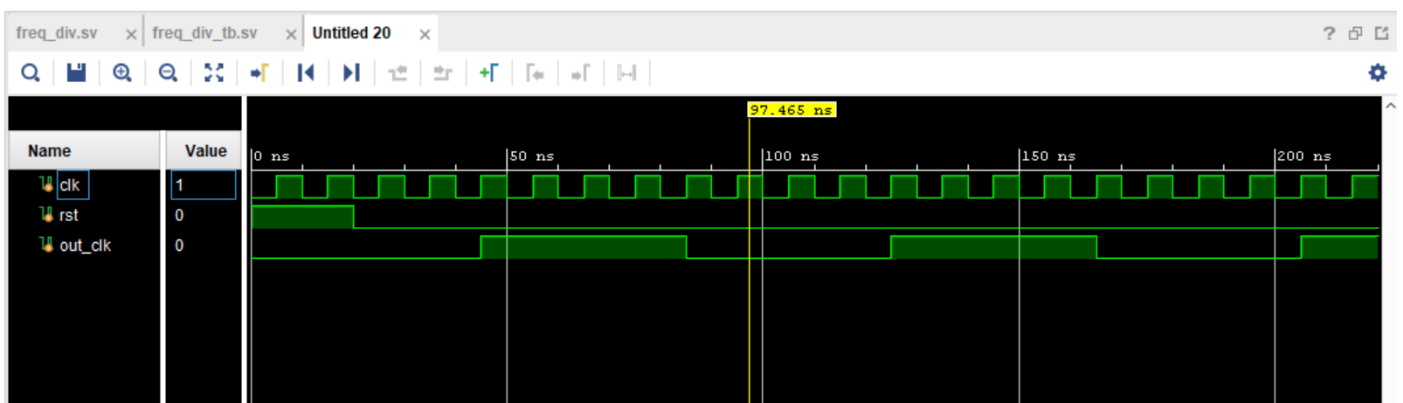 freq_div.sv × freq_div_tb.sv × Untitled 20 × ?
97.465 ns
Name Value 0 ns 50 ns 100 ns 150 ns 200 ns
clk 1
rst 0
out_clk 0